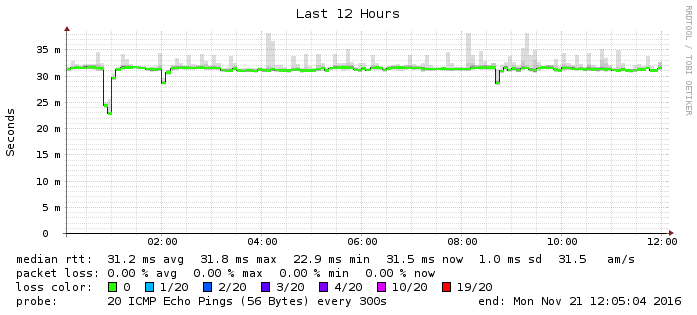 Last 12 Hours
RRDTOOL / TOBI OETIKER
Seconds
35 m
30 m
25 m
20 m
15 m
10 m
5 m
0
02:00 04:00 06:00 08:00 10:00 12:00
median rtt: 31.2 ms avg 31.8 ms max 22.9 ms min 31.5 ms now 1.0 ms sd 31.5 am/s
packet loss: 0.00 % avg 0.00 % max 0.00 % min 0.00 % now
loss color: 0 1/20 2/20 3/20 4/20 10/20 19/20
probe: 20 ICMP Echo Pings (56 Bytes) every 300s end: Mon Nov 21 12:05:04 2016